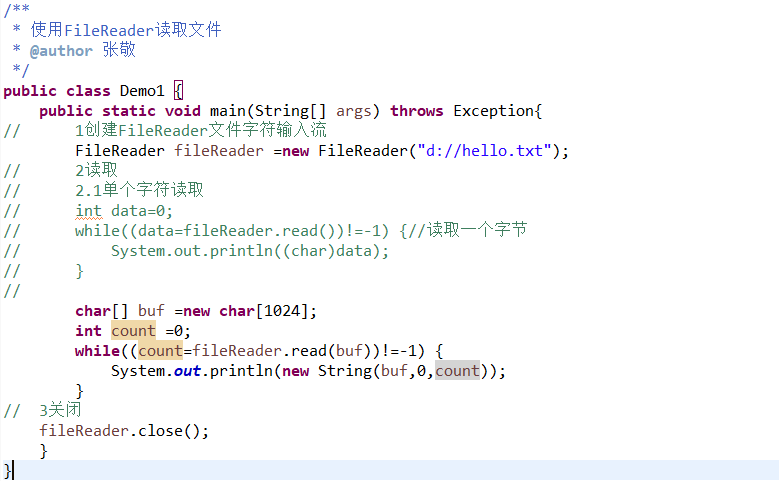 /**
 * 使用FileReader读取文件
 * @author 张敬
 */
public class Demo1 {
    public static void main(String[] args) throws Exception{
//      1创建FileReader文件字符输入流
        FileReader fileReader =new FileReader("d://hello.txt");
//      2读取
//      2.1单个字符读取
//      int data=0;
//      while((data=fileReader.read())!=-1) {//读取一个字节
//          System.out.println((char)data);
//      }
//
        char[] buf =new char[1024];
        int count =0;
        while((count=fileReader.read(buf))!=-1) {
            System.out.println(new String(buf,0,count));
        }
//  3关闭
    fileReader.close();
    }
}